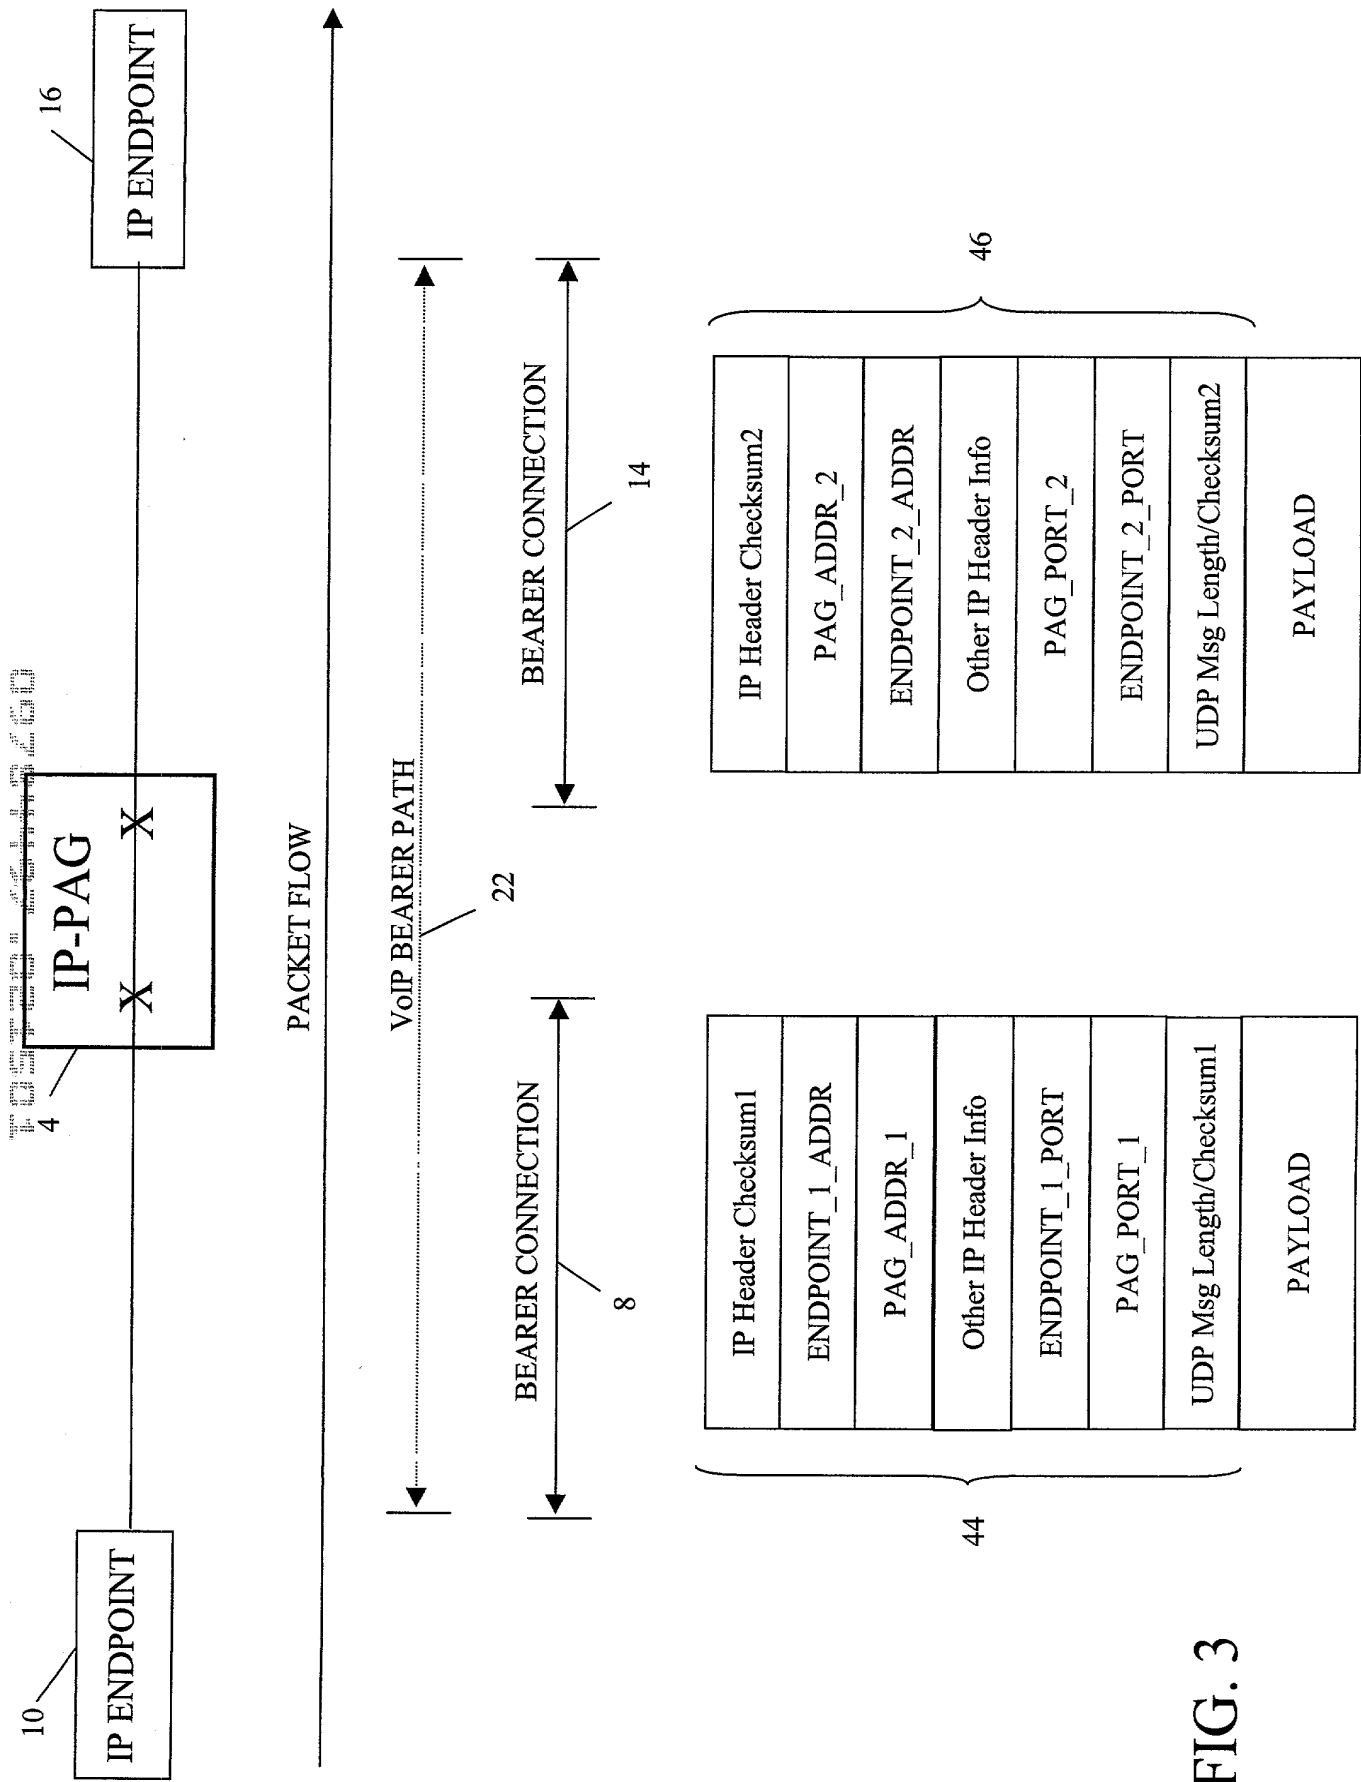 10
IP ENDPOINT
4
IP-PAG
X
X
16
IP ENDPOINT
PACKET FLOW
VoIP BEARER PATH
22
BEARER CONNECTION
8
BEARER CONNECTION
14
44
IP Header Checksum1
ENDPOINT_1_ADDR
PAG_ADDR_1
Other IP Header Info
ENDPOINT_1_PORT
PAG_PORT_1
UDP Msg Length/Checksum1
PAYLOAD
IP Header Checksum2
PAG_ADDR_2
ENDPOINT_2_ADDR
Other IP Header Info
PAG_PORT_2
ENDPOINT_2_PORT
UDP Msg Length/Checksum2
PAYLOAD
46
FIG. 3